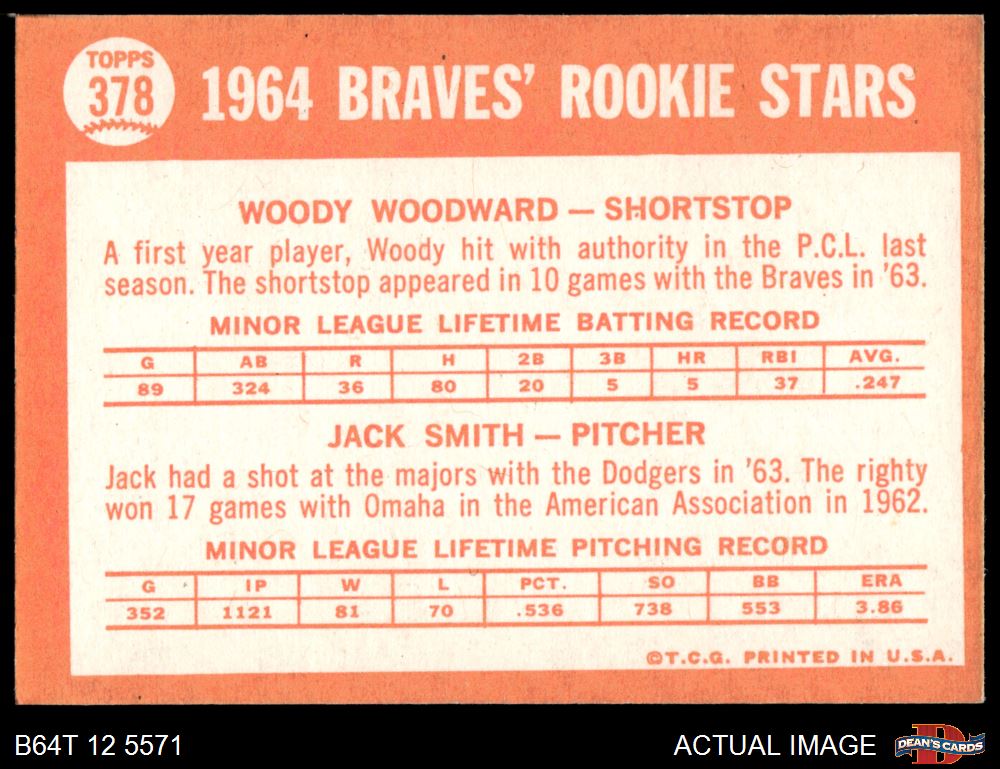 TOPPS
378
1964 BRAVES' ROOKIE STARS
WOODY WOODWARD — SHORTSTOP
A first year player, Woody hit with authority in the P.C.L. last
season. The shortstop appeared in 10 games with the Braves in '63.
MINOR LEAGUE LIFETIME BATTING RECORD
G AB R H 2B 3B HR RBI AVG.
89 324 36 80 20 5 5 37 .247
JACK SMITH — PITCHER
Jack had a shot at the majors with the Dodgers in '63. The righty
won 17 games with Omaha in the American Association in 1962.
MINOR LEAGUE LIFETIME PITCHING RECORD
G IP W L PCT. SO BB ERA
352 1121 81 70 .536 738 553 3.86
©T.C.G. PRINTED IN U.S.A.
B64T 12 5571
ACTUAL IMAGE
D
DEAN'S CARDS